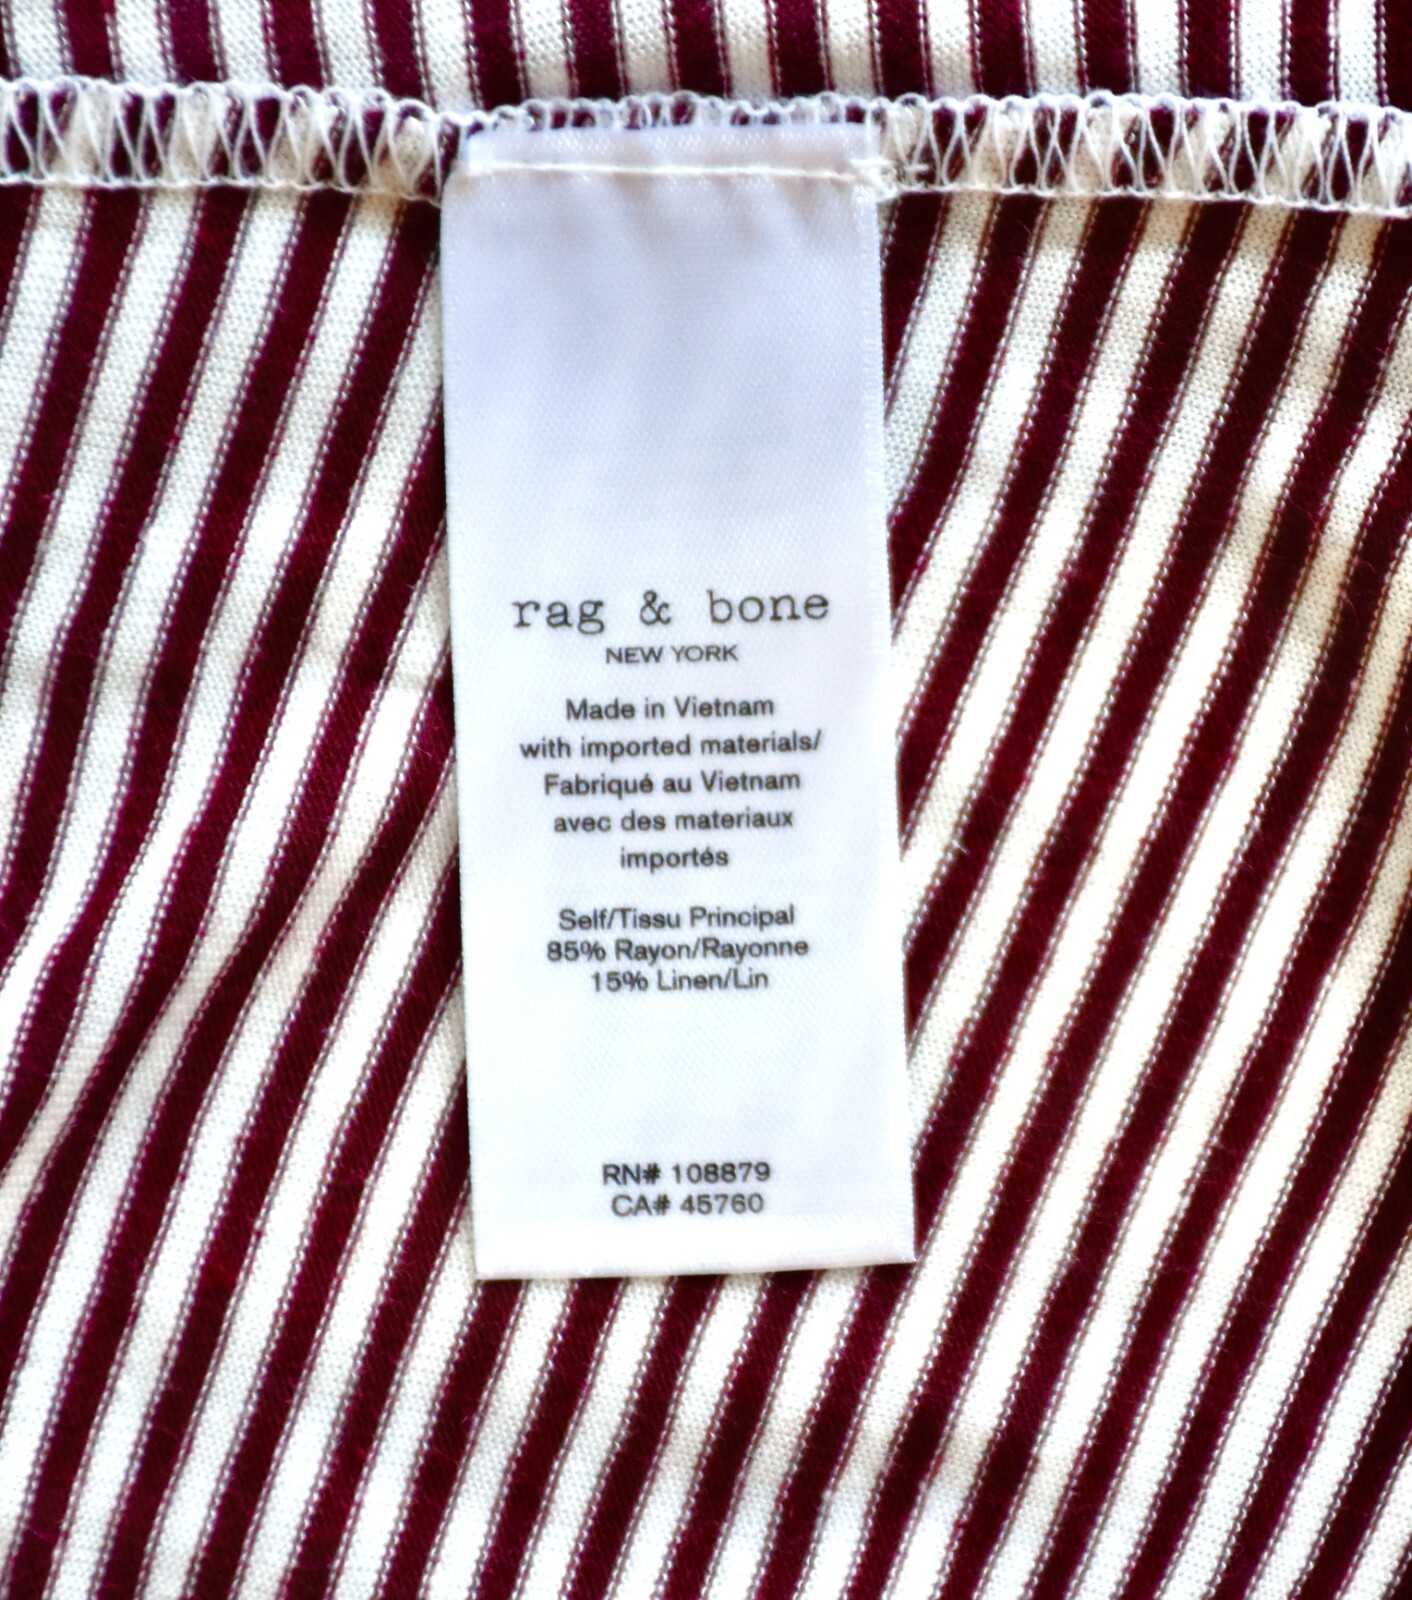 rag & bone
NEW YORK
Made in Vietnam
with imported materials/
Fabriqué au Vietnam
avec des materiaux
importés
Self/Tissu Principal
85% Rayon/Rayonne
15% Linen/Lin
RN# 108879
CA# 45760